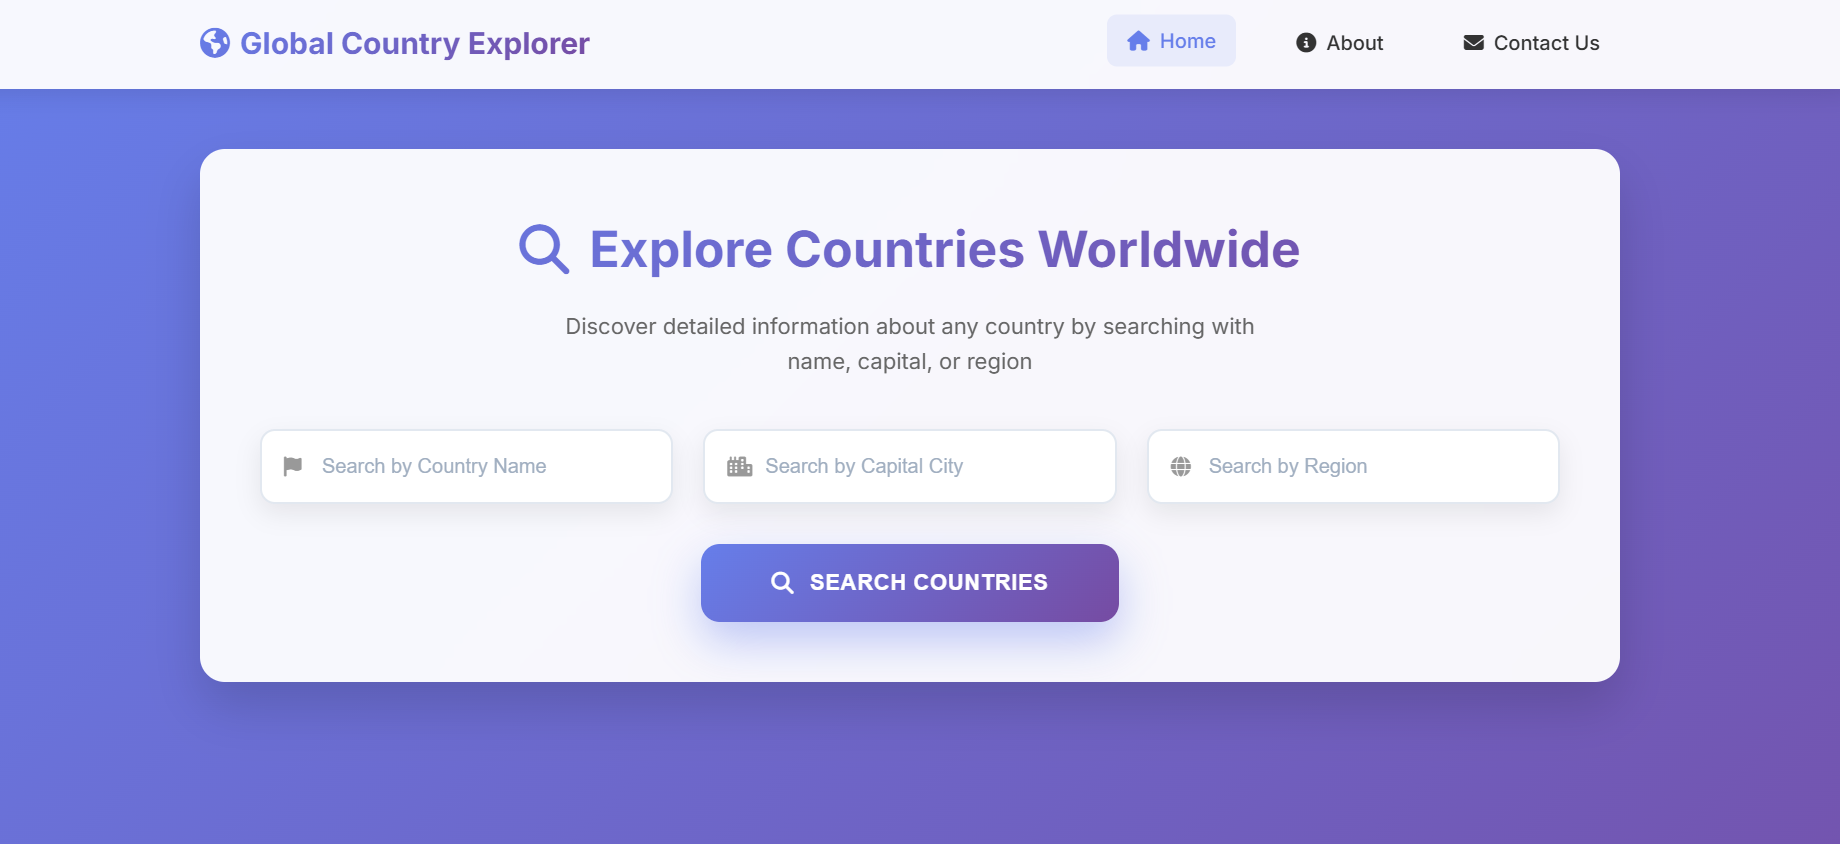 Global Country Explorer
Home
About
Contact Us
Explore Countries Worldwide
Discover detailed information about any country by searching with
name, capital, or region
Search by Country Name
Search by Capital City
Search by Region
SEARCH COUNTRIES